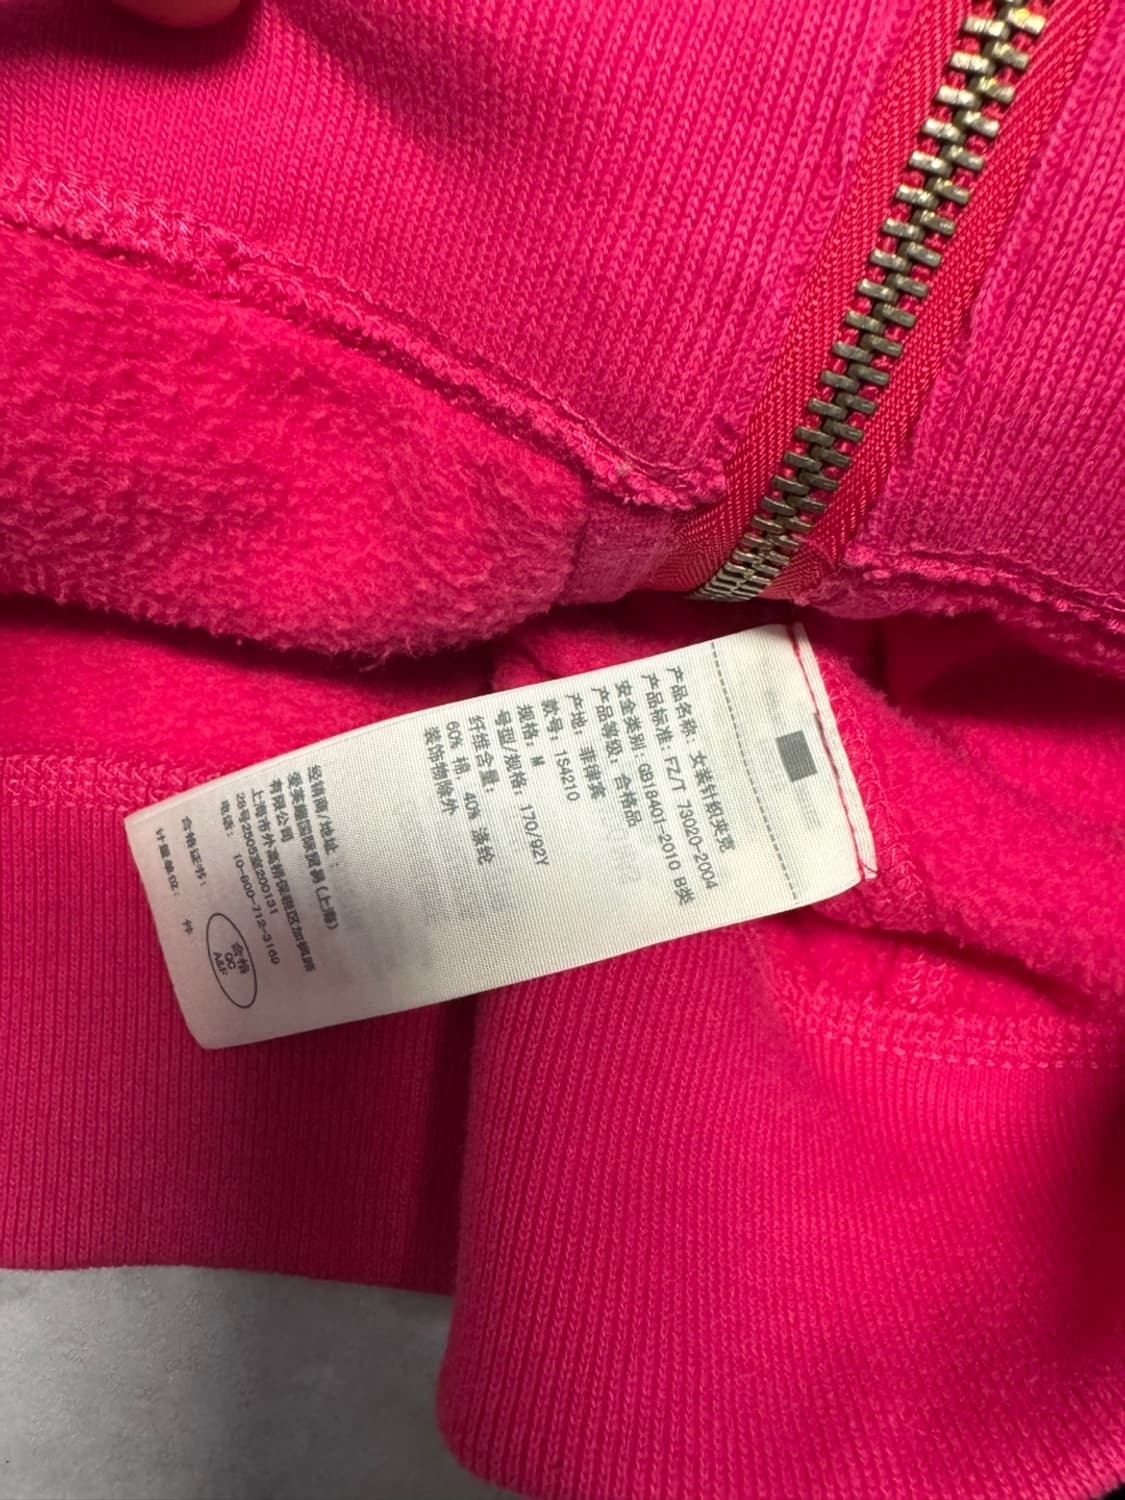 产品名称: 女装针织夹克
产品标准: FZ/T 73020-2004
安全类别: GB18401-2010 B类
产品等级: 合格品
产地: 菲律宾
款号: 1S4210
规格: M
号型/规格: 170/92Y
纤维含量:
60% 棉, 40% 涤纶
装饰物除外
经销商/地址:
爱芙趣国际贸易(上海)
有限公司
上海市外高桥保税区加枫路
28号2005室200131
电话: 10-800-712-3160
合格证书:
合格
QC
A&F
计量单位: 件